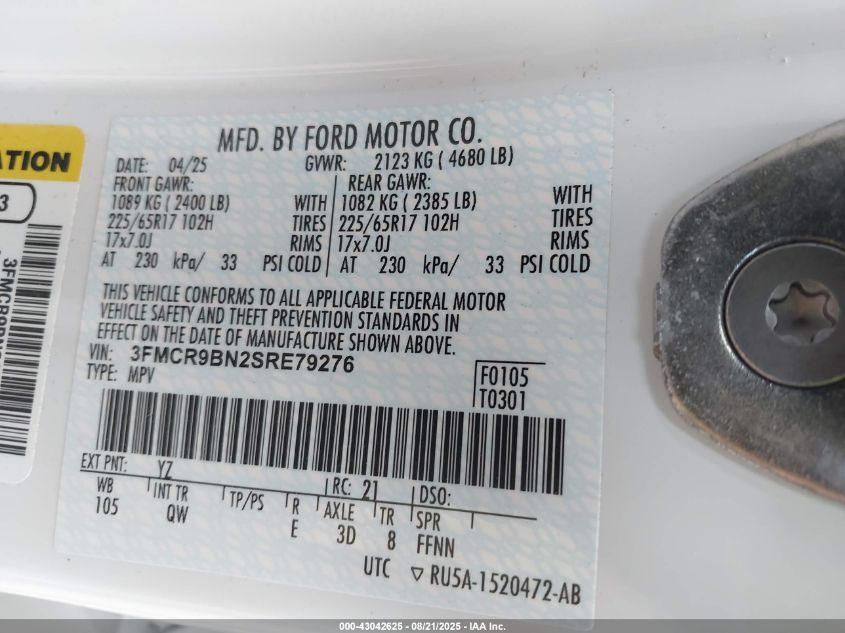 ATION
3
3FMCR9BN2
MFD. BY FORD MOTOR CO.
DATE: 04/25 GVWR: 2123 KG ( 4680 LB)
FRONT GAWR: REAR GAWR:
1089 KG ( 2400 LB) WITH 1082 KG ( 2385 LB) WITH
225/65R17 102H TIRES 225/65R17 102H TIRES
17x7.0J RIMS 17x7.0J RIMS
AT 230 kPa/ 33 PSI COLD AT 230 kPa/ 33 PSI COLD
THIS VEHICLE CONFORMS TO ALL APPLICABLE FEDERAL MOTOR
VEHICLE SAFETY AND THEFT PREVENTION STANDARDS IN
EFFECT ON THE DATE OF MANUFACTURE SHOWN ABOVE.
VIN: 3FMCR9BN2SRE79276
TYPE: MPV
F0105
T0301
EXT PNT: YZ RC: 21 DSO:
WB INT TR TP/PS R AXLE TR SPR
105 QW E 3D 8 FFNN
UTC ▽ RU5A-1520472-AB
000-43042625 - 08/21/2025 - IAA Inc.